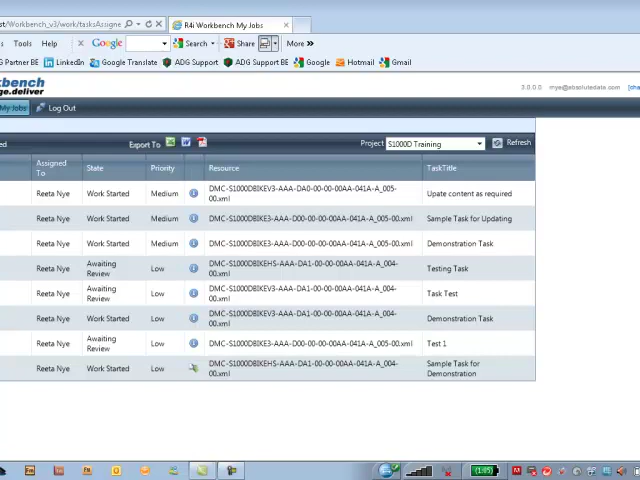 st/Workbench_v3/work/tasksAssigne
R4i Workbench My Jobs
s Tools Help
Google Search Share More »
G Partner BE LinkedIn Google Translate ADG Support ADG Support BE Google Hotmail Gmail
kbench
ge.deliver
3.0.0.0 rnye@absolutedata.com [cha
My Jobs Log Out
ed Export To Project S1000D Training Refresh
Assigned To State Priority Resource TaskTitle
Reeta Nye Work Started Medium DMC-S1000DBIKEV3-AAA-DA0-00-00-00AA-041A-A_005-00.xml Upate content as required
Reeta Nye Work Started Medium DMC-S1000DBIKE3-AAA-D00-00-00-00AA-041A-A_005-00.xml Sample Task for Updating
Reeta Nye Work Started Medium DMC-S1000DBIKE3-AAA-D00-00-00-00AA-041A-A_005-00.xml Demonstration Task
Reeta Nye Awaiting Review Low DMC-S1000DBIKEHS-AAA-DA1-00-00-00AA-041A-A_004-00.xml Testing Task
Reeta Nye Awaiting Review Low DMC-S1000DBIKEV3-AAA-DA1-00-00-00AA-041A-A_004-00.xml Task Test
Reeta Nye Work Started Low DMC-S1000DBIKEV3-AAA-DA1-00-00-00AA-041A-A_004-00.xml Demonstration Task
Reeta Nye Awaiting Review Low DMC-S1000DBIKE3-AAA-D00-00-00-00AA-041A-A_005-00.xml Test 1
Reeta Nye Work Started Low DMC-S1000DBIKEHS-AAA-DA1-00-00-00AA-041A-A_004-00.xml Sample Task for Demonstration
(1:05)